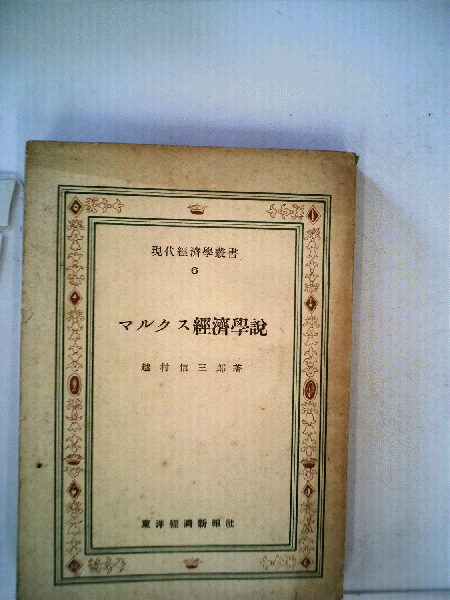 現代經濟學叢書
6
マルクス經濟學說
越村信三郎著
東洋經濟新報社